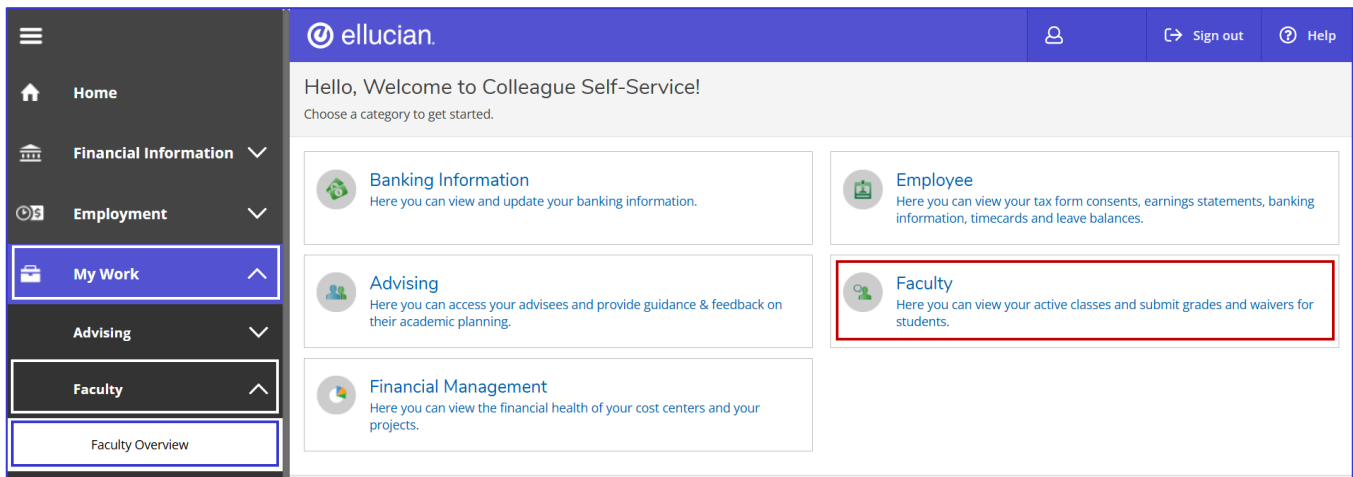 ellucian.
Sign out
Help
Home
Financial Information
Employment
My Work
Advising
Faculty
Faculty Overview
Hello, Welcome to Colleague Self-Service!
Choose a category to get started.
Banking Information
Here you can view and update your banking information.
Employee
Here you can view your tax form consents, earnings statements, banking
information, timecards and leave balances.
Advising
Here you can access your advisees and provide guidance & feedback on
their academic planning.
Faculty
Here you can view your active classes and submit grades and waivers for
students.
Financial Management
Here you can view the financial health of your cost centers and your
projects.